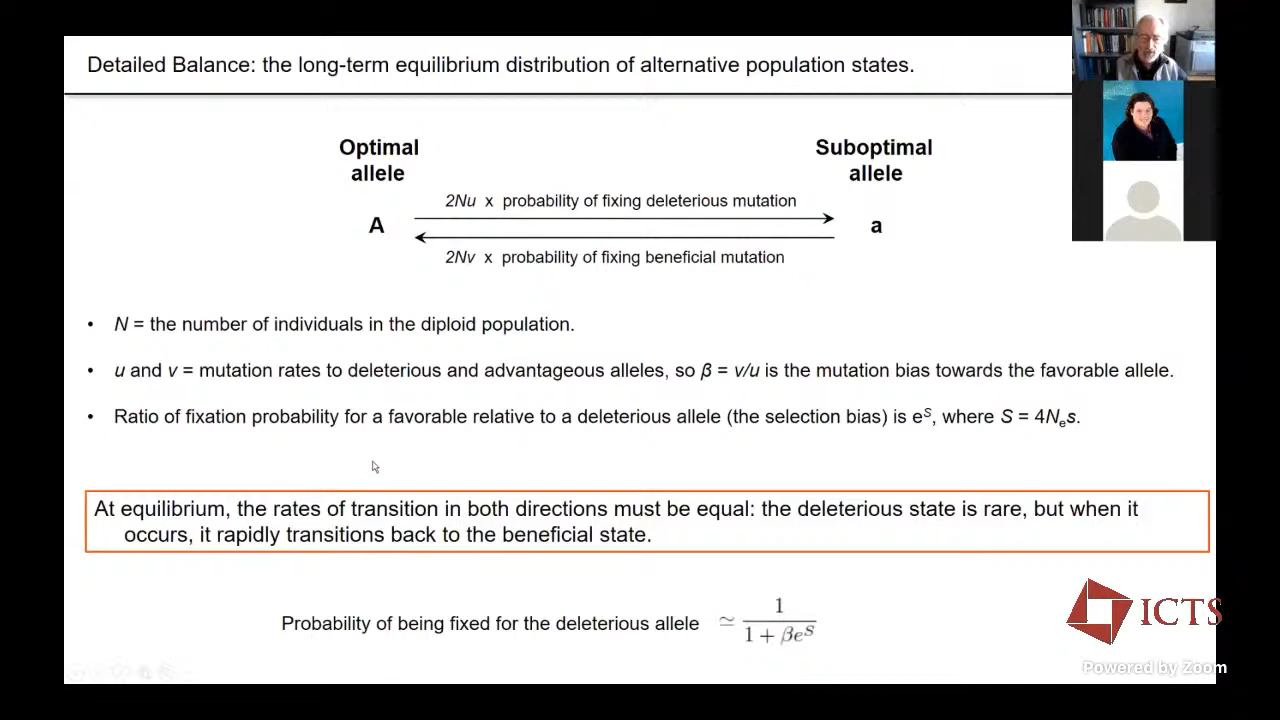 Detailed Balance: the long-term equilibrium distribution of alternative population states.
Optimal
allele
Suboptimal
allele
2Nu x probability of fixing deleterious mutation
A
a
2Nv x probability of fixing beneficial mutation
• N = the number of individuals in the diploid population.
• u and v = mutation rates to deleterious and advantageous alleles, so β = v/u is the mutation bias towards the favorable allele.
• Ratio of fixation probability for a favorable relative to a deleterious allele (the selection bias) is e^S, where S = 4N_e s.
At equilibrium, the rates of transition in both directions must be equal: the deleterious state is rare, but when it
occurs, it rapidly transitions back to the beneficial state.
Probability of being fixed for the deleterious allele ≃ 1 / (1 + βe^S)
ICTS
Powered by Zoom